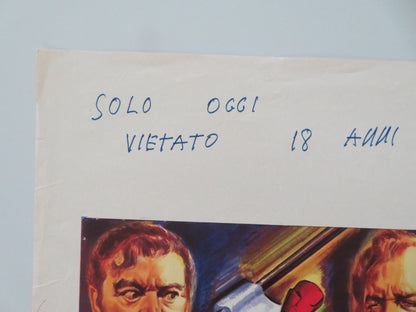 SOLO OGGI
VIETATO 18 ANNI